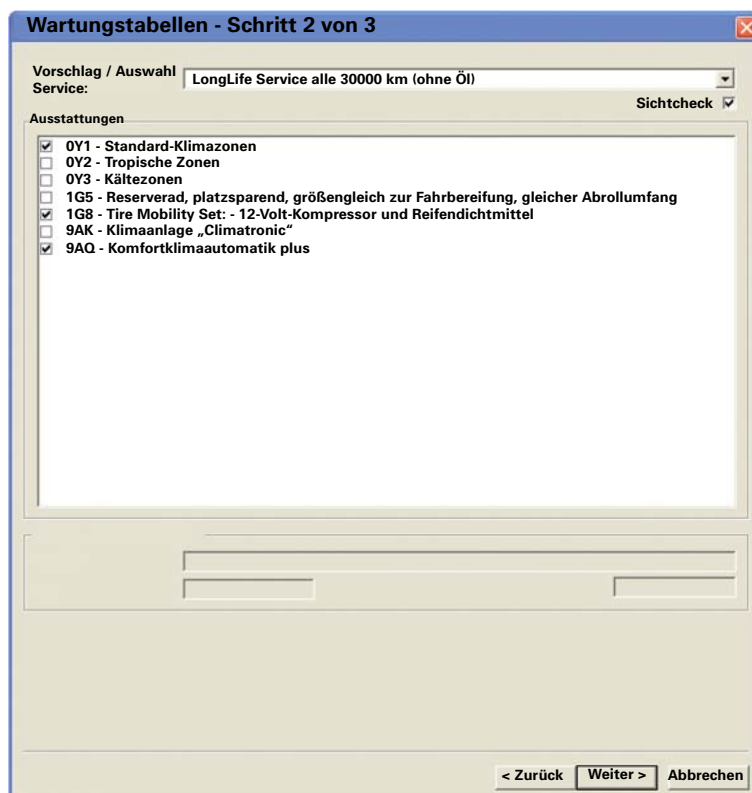 Wartungstabellen - Schritt 2 von 3
Vorschlag / Auswahl
Service:
LongLife Service alle 30000 km (ohne Öl)
Sichtcheck
Ausstattungen
0Y1 - Standard-Klimazonen
0Y2 - Tropische Zonen
0Y3 - Kältezonen
1G5 - Reserverad, platzsparend, größengleich zur Fahrbereifung, gleicher Abrollumfang
1G8 - Tire Mobility Set: - 12-Volt-Kompressor und Reifendichtmittel
9AK - Klimaanlage „Climatronic“
9AQ - Komfortklimaautomatik plus
< Zurück Weiter > Abbrechen